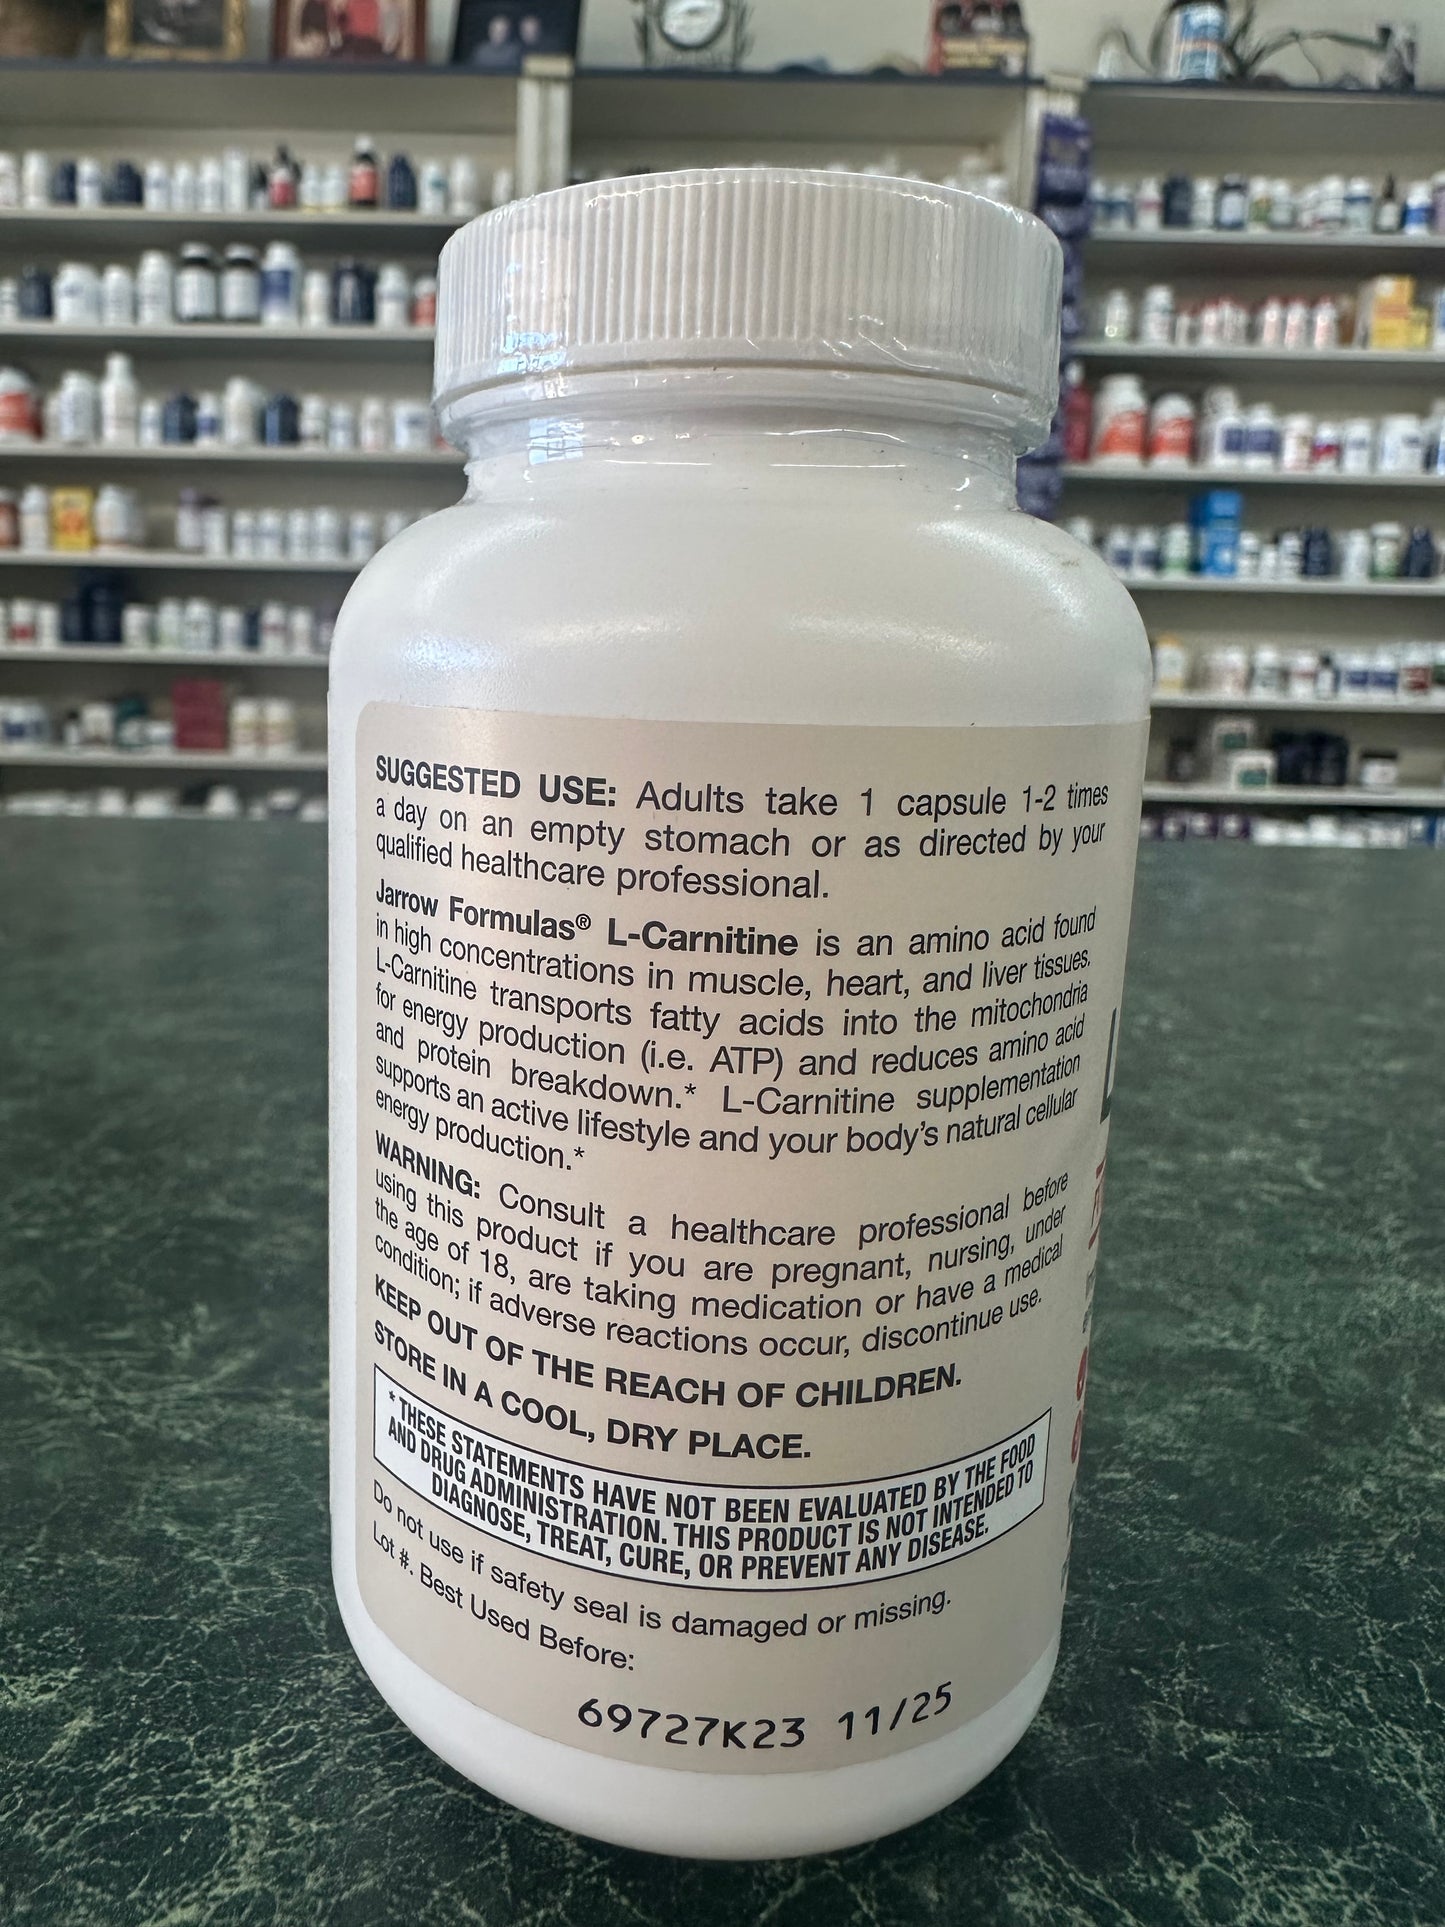 SUGGESTED USE: Adults take 1 capsule 1-2 times
a day on an empty stomach or as directed by your
qualified healthcare professional.
Jarrow Formulas® L-Carnitine is an amino acid found
in high concentrations in muscle, heart, and liver tissues.
L-Carnitine transports fatty acids into the mitochondria
for energy production (i.e. ATP) and reduces amino acid
and protein breakdown.* L-Carnitine supplementation
supports an active lifestyle and your body's natural cellular
energy production.*
WARNING: Consult a healthcare professional before
using this product if you are pregnant, nursing, under
the age of 18, are taking medication or have a medical
condition; if adverse reactions occur, discontinue use.
KEEP OUT OF THE REACH OF CHILDREN.
STORE IN A COOL, DRY PLACE.
* THESE STATEMENTS HAVE NOT BEEN EVALUATED BY THE FOOD
AND DRUG ADMINISTRATION. THIS PRODUCT IS NOT INTENDED TO
DIAGNOSE, TREAT, CURE, OR PREVENT ANY DISEASE.
Do not use if safety seal is damaged or missing.
Lot #. Best Used Before:
69727K23 11/25